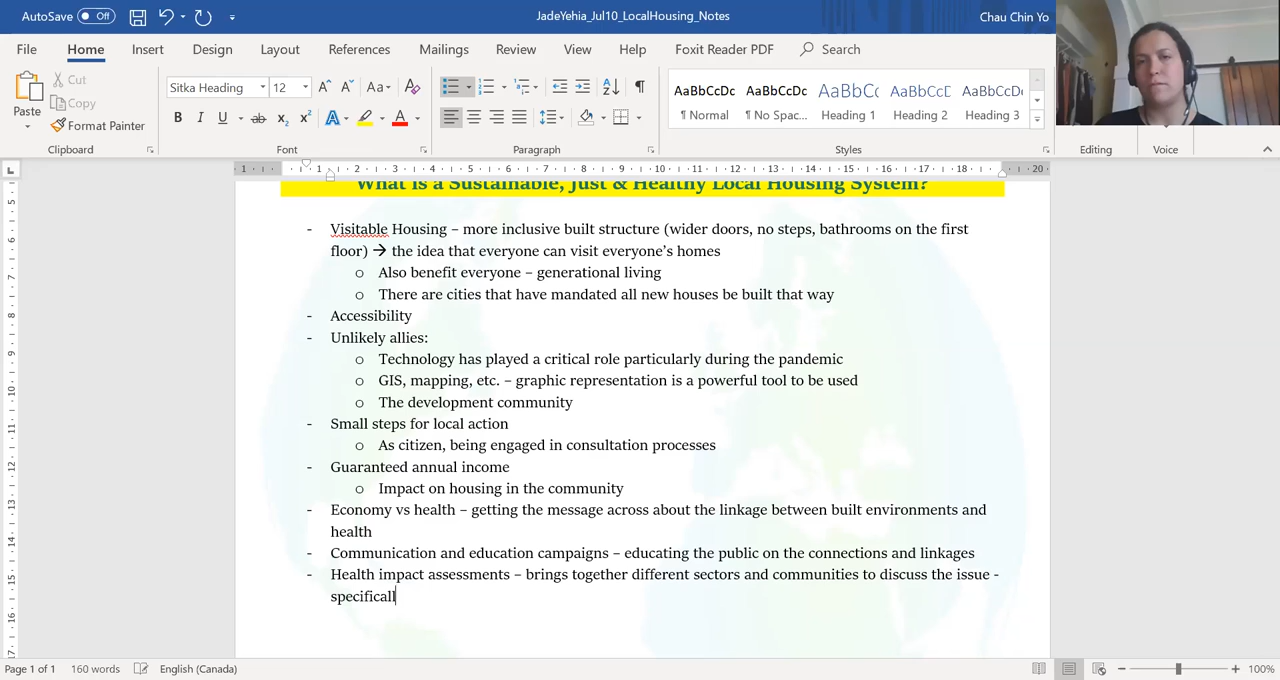 AutoSave Off JadeYehia_Jul10_LocalHousing_Notes Chau Chin Yo
File Home Insert Design Layout References Mailings Review View Help Foxit Reader PDF Search
Paste
Cut
Copy
Format Painter
Clipboard
Sitka Heading 12
Font
Paragraph
AaBbCcDc AaBbCcDc AaBbCc AaBbCcD AaBbCcDc
¶ Normal ¶ No Spac... Heading 1 Heading 2 Heading 3
Styles
Editing
Voice
What is a Sustainable, Just & Healthy Local Housing System?
- Visitable Housing – more inclusive built structure (wider doors, no steps, bathrooms on the first
floor) → the idea that everyone can visit everyone's homes
o Also benefit everyone – generational living
o There are cities that have mandated all new houses be built that way
- Accessibility
- Unlikely allies:
o Technology has played a critical role particularly during the pandemic
o GIS, mapping, etc. – graphic representation is a powerful tool to be used
o The development community
- Small steps for local action
o As citizen, being engaged in consultation processes
- Guaranteed annual income
o Impact on housing in the community
- Economy vs health – getting the message across about the linkage between built environments and
health
- Communication and education campaigns – educating the public on the connections and linkages
- Health impact assessments – brings together different sectors and communities to discuss the issue -
specificall
Page 1 of 1 160 words English (Canada) 100%